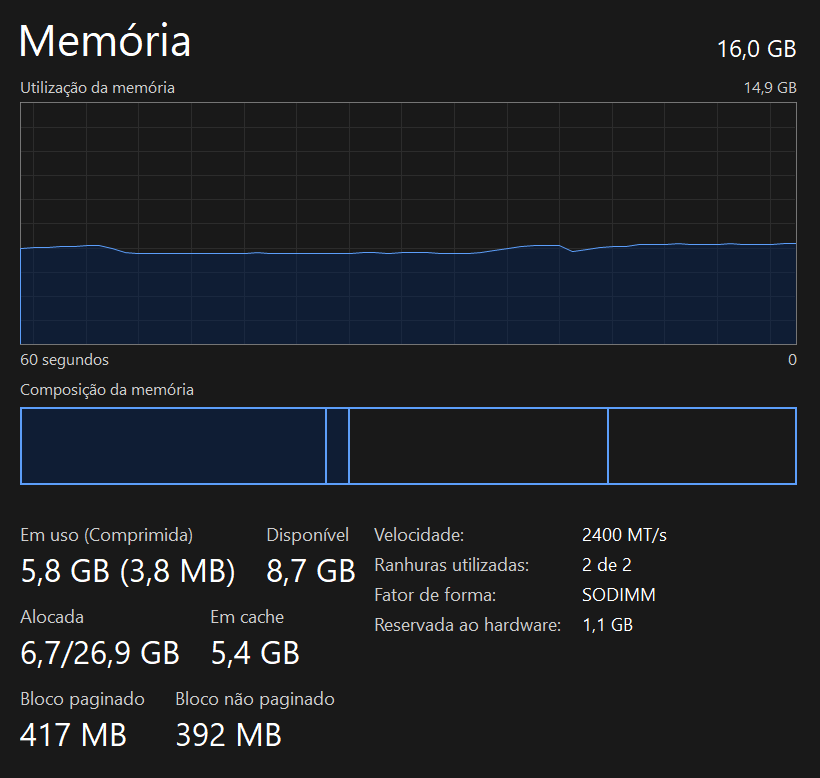 Memória
16,0 GB
Utilização da memória
14,9 GB
60 segundos
0
Composição da memória
Em uso (Comprimida)
5,8 GB (3,8 MB)
Disponível
8,7 GB
Alocada
6,7/26,9 GB
Em cache
5,4 GB
Bloco paginado
417 MB
Bloco não paginado
392 MB
Velocidade: 2400 MT/s
Ranhuras utilizadas: 2 de 2
Fator de forma: SODIMM
Reservada ao hardware: 1,1 GB